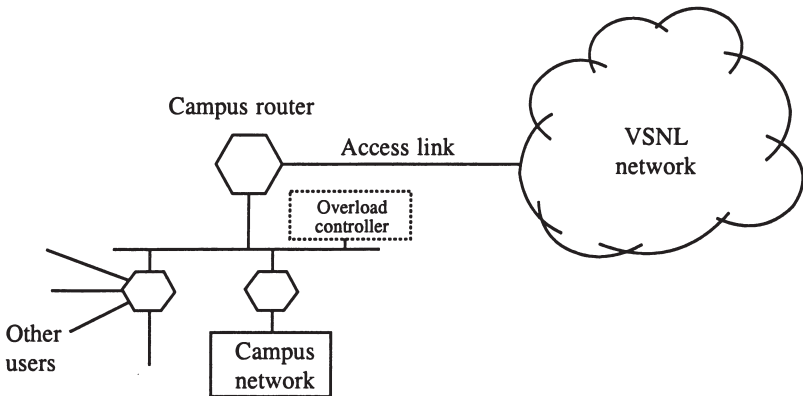 Campus router
Access link
VSNL
network
Overload
controller
Other
users
Campus
network